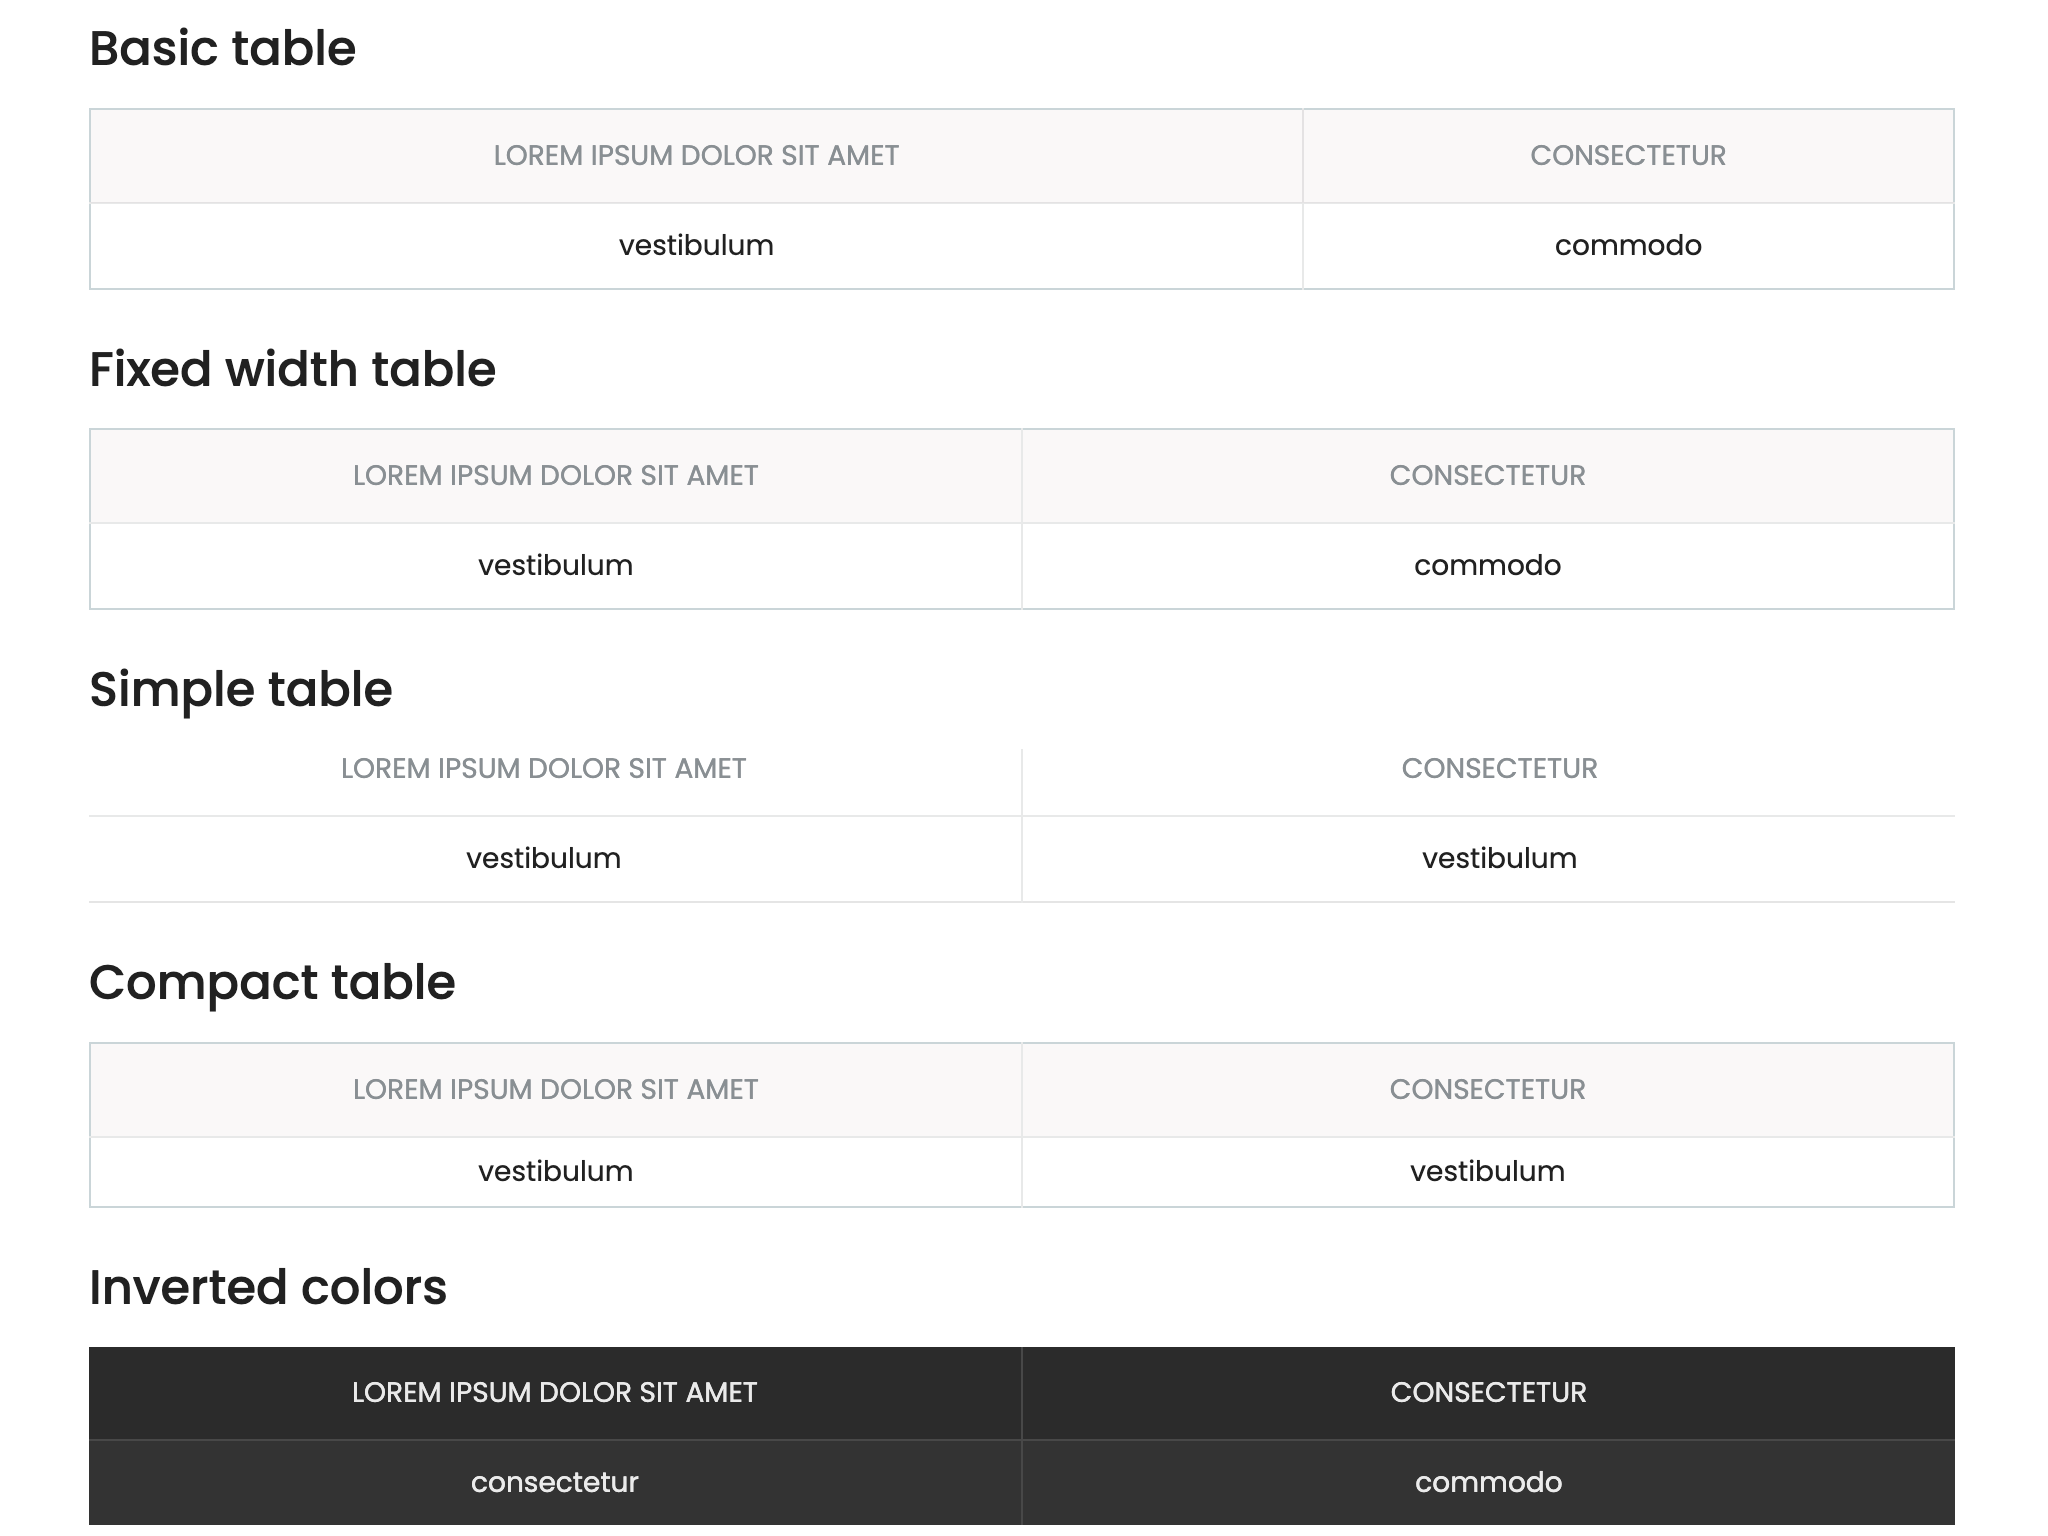 Basic table
LOREM IPSUM DOLOR SIT AMET CONSECTETUR
vestibulum commodo
Fixed width table
LOREM IPSUM DOLOR SIT AMET CONSECTETUR
vestibulum commodo
Simple table
LOREM IPSUM DOLOR SIT AMET CONSECTETUR
vestibulum vestibulum
Compact table
LOREM IPSUM DOLOR SIT AMET CONSECTETUR
vestibulum vestibulum
Inverted colors
LOREM IPSUM DOLOR SIT AMET CONSECTETUR
consectetur commodo